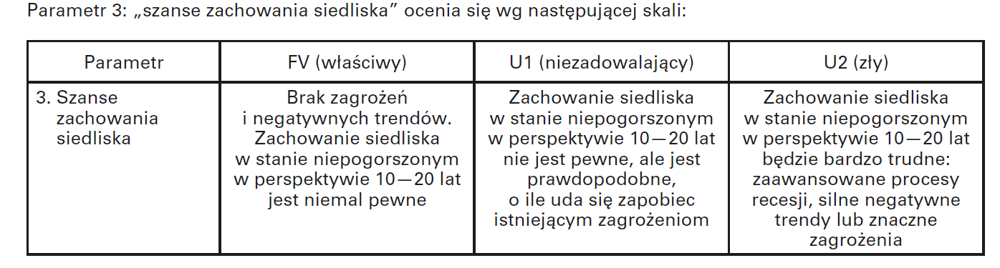 Parametr 3: „szanse zachowania siedliska” ocenia się wg następującej skali:
Parametr
FV (właściwy)
U1 (niezadowalający)
U2 (zły)
3. Szanse
zachowania
siedliska
Brak zagrożeń
i negatywnych trendów.
Zachowanie siedliska
w stanie niepogorszonym
w perspektywie 10—20 lat
jest niemal pewne
Zachowanie siedliska
w stanie niepogorszonym
w perspektywie 10—20 lat
nie jest pewne, ale jest
prawdopodobne,
o ile uda się zapobiec
istniejącym zagrożeniom
Zachowanie siedliska
w stanie niepogorszonym
w perspektywie 10—20 lat
będzie bardzo trudne:
zaawansowane procesy
recesji, silne negatywne
trendy lub znaczne
zagrożenia